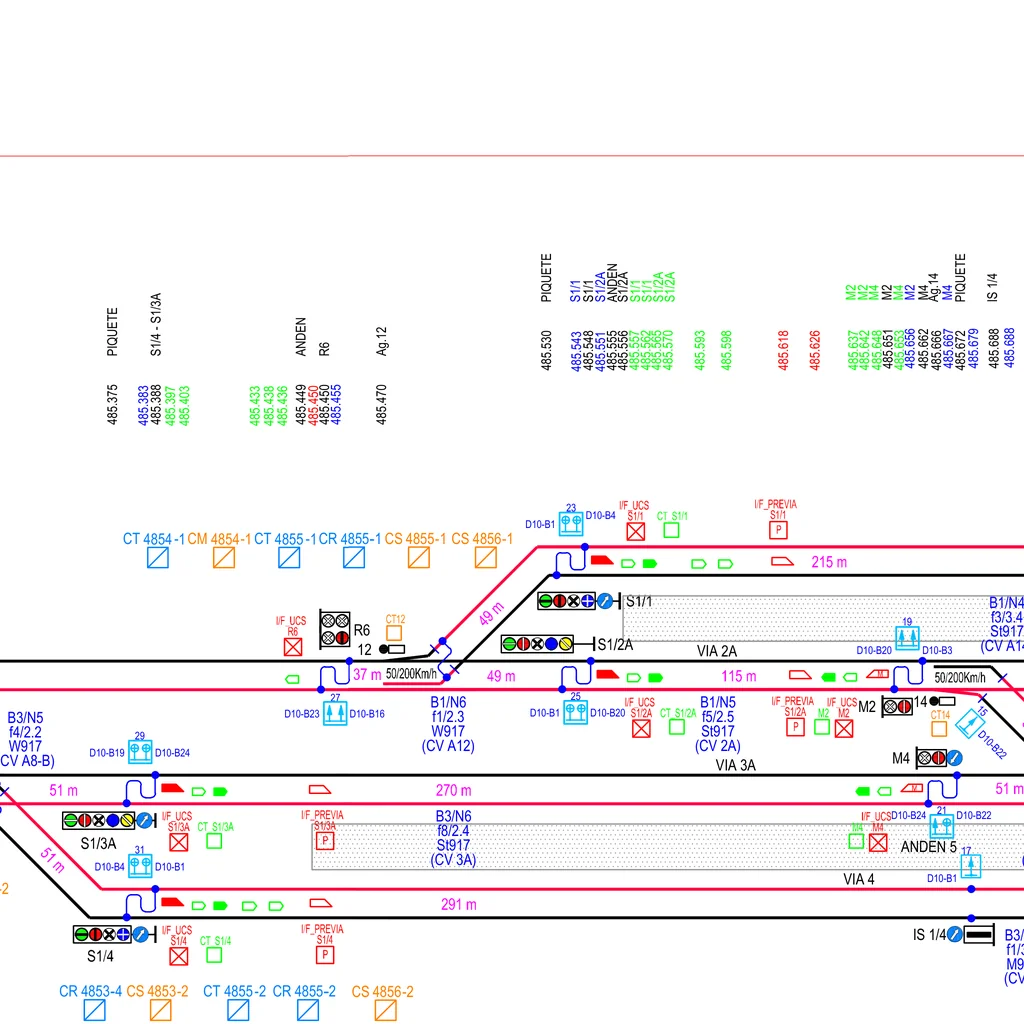 PIQUETE
S1/4 - S1/3A
ANDEN
R6
Ag.12
PIQUETE
S1/1
S1/1
S1/2A
ANDEN
S1/2A
S1/1
S1/1
S1/2A
S1/2A
M2
M2
M4
M2
M4
M2
M4
Ag.14
M4
PIQUETE
IS 1/4
485.375
485.383
485.388
485.397
485.403
485.433
485.438
485.436
485.449
485.450
485.450
485.455
485.470
485.530
485.543
485.548
485.551
485.555
485.556
485.557
485.562
485.565
485.570
485.593
485.598
485.618
485.626
485.637
485.642
485.648
485.651
485.653
485.656
485.662
485.666
485.667
485.672
485.679
485.688
485.688
CT 4854-1 CM 4854-1 CT 4855-1 CR 4855-1 CS 4855-1 CS 4856-1
23
D10-B1
D10-B4
I/F_UCS
S1/1
CT_S1/1
I/F_PREVIA
S1/1
P
215 m
49 m
S1/1
B1/N4
f3/3.4
St917
(CV A14
I/F_UCS
R6
R6
CT12
12
S1/2A
VIA 2A
19
D10-B20
D10-B3
37 m
50/200Km/h
49 m
115 m
50/200Km/h
27
D10-B23
D10-B16
B1/N6
f1/2.3
W917
(CV A12)
25
D10-B1
D10-B20
I/F_UCS
S1/2A
CT_S1/2A
B1/N5
f5/2.5
St917
(CV 2A)
I/F_PREVIA
S1/2A
P
M2
I/F_UCS
M2
M2
14
CT14
15
D10-B22
B3/N5
f4/2.2
W917
CV A8-B)
29
D10-B19
D10-B24
VIA 3A
M4
51 m
270 m
51 m
I/F_UCS
S1/3A
CT_S1/3A
S1/3A
I/F_PREVIA
S1/3A
P
B3/N6
f8/2.4
St917
(CV 3A)
M4
I/F_UCS
M4
21
D10-B24
D10-B22
ANDEN 5
51 m
31
D10-B4
D10-B1
17
D10-B1
VIA 4
-2
291 m
S1/4
I/F_UCS
S1/4
CT_S1/4
I/F_PREVIA
S1/4
P
IS 1/4
B3/
f1/3
M9
(CV
CR 4853-4 CS 4853-2 CT 4855-2 CR 4855-2 CS 4856-2